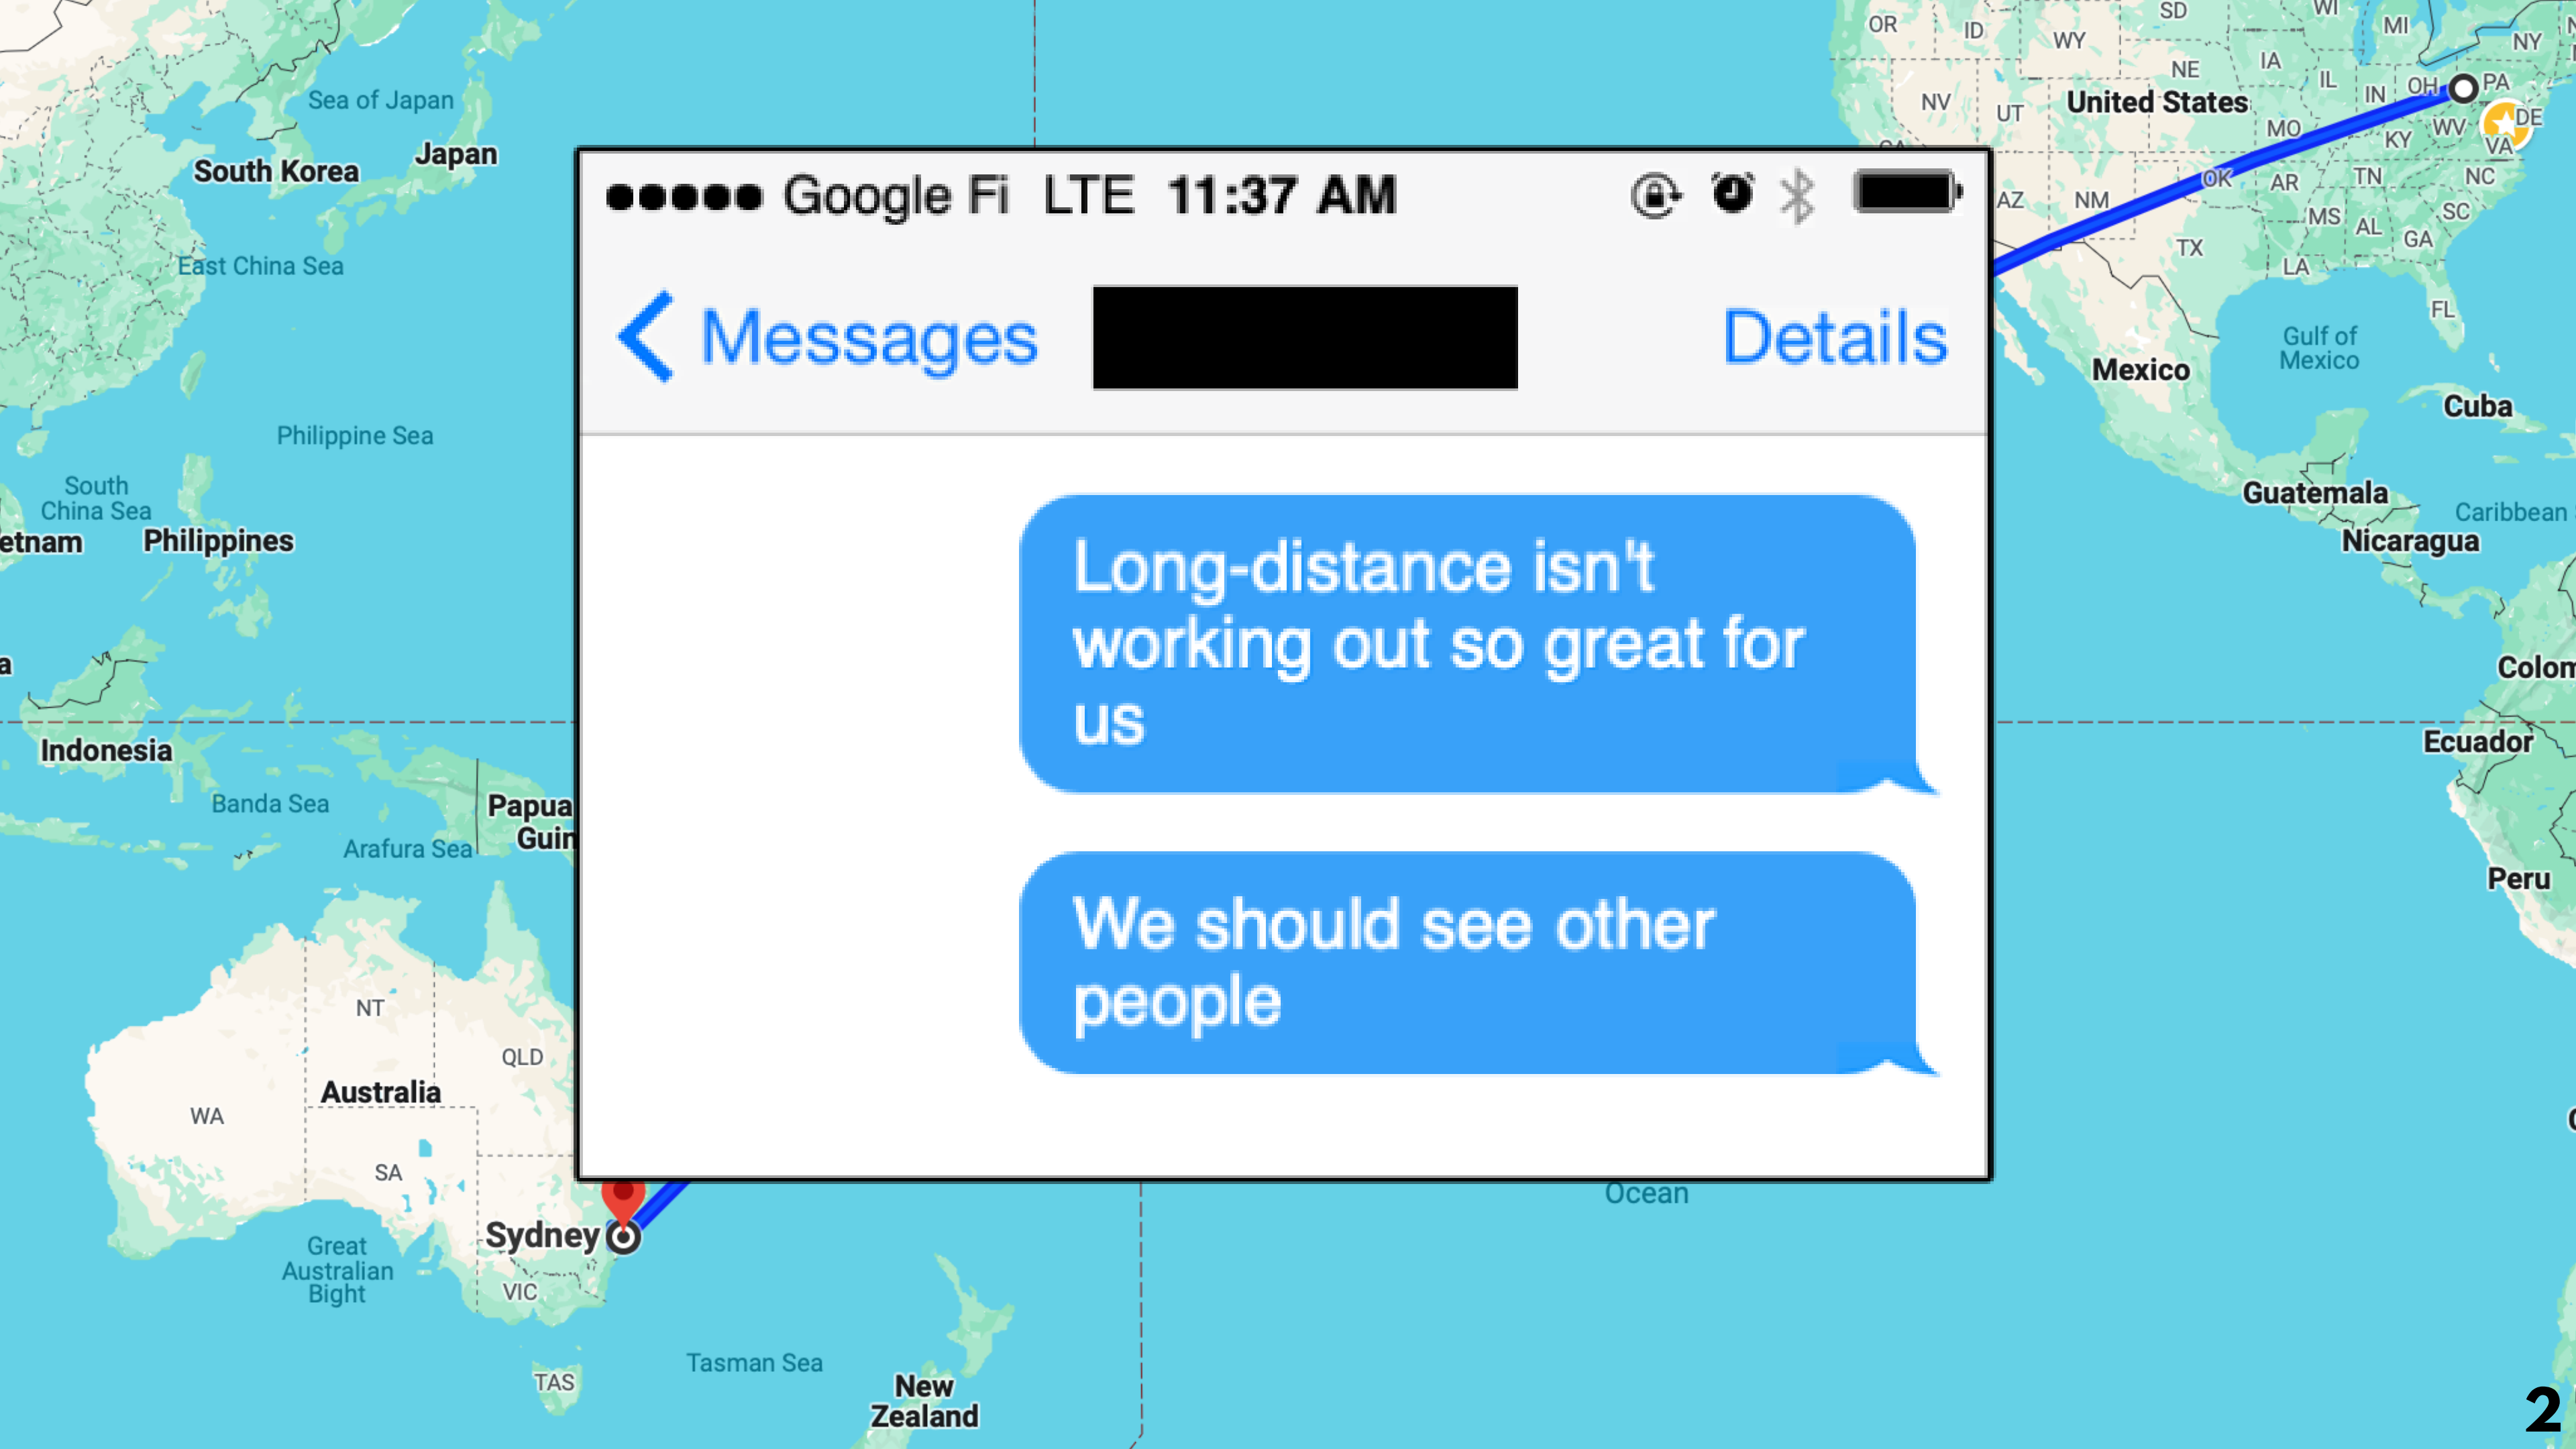 Google Fi LTE 11:37 AM
Messages
Details
Long-distance isn't
working out so great for
us
We should see other
people
Sea of Japan
South Korea
Japan
East China Sea
Philippine Sea
South
China Sea
etnam
Philippines
a
Indonesia
Banda Sea
Papua
Guin
Arafura Sea
NT
QLD
Australia
WA
SA
Sydney
Great
Australian
Bight
VIC
TAS
Tasman Sea
New
Zealand
Ocean
OR
ID
WY
SD
WI
MI
NY
NE
IA
IL
IN
OH
PA
NV
UT
United States
MO
KY
WV
DE
VA
AZ
NM
OK
AR
TN
NC
MS
AL
SC
GA
TX
LA
FL
Gulf of
Mexico
Mexico
Cuba
Guatemala
Caribbean
Nicaragua
Colom
Ecuador
Peru
2